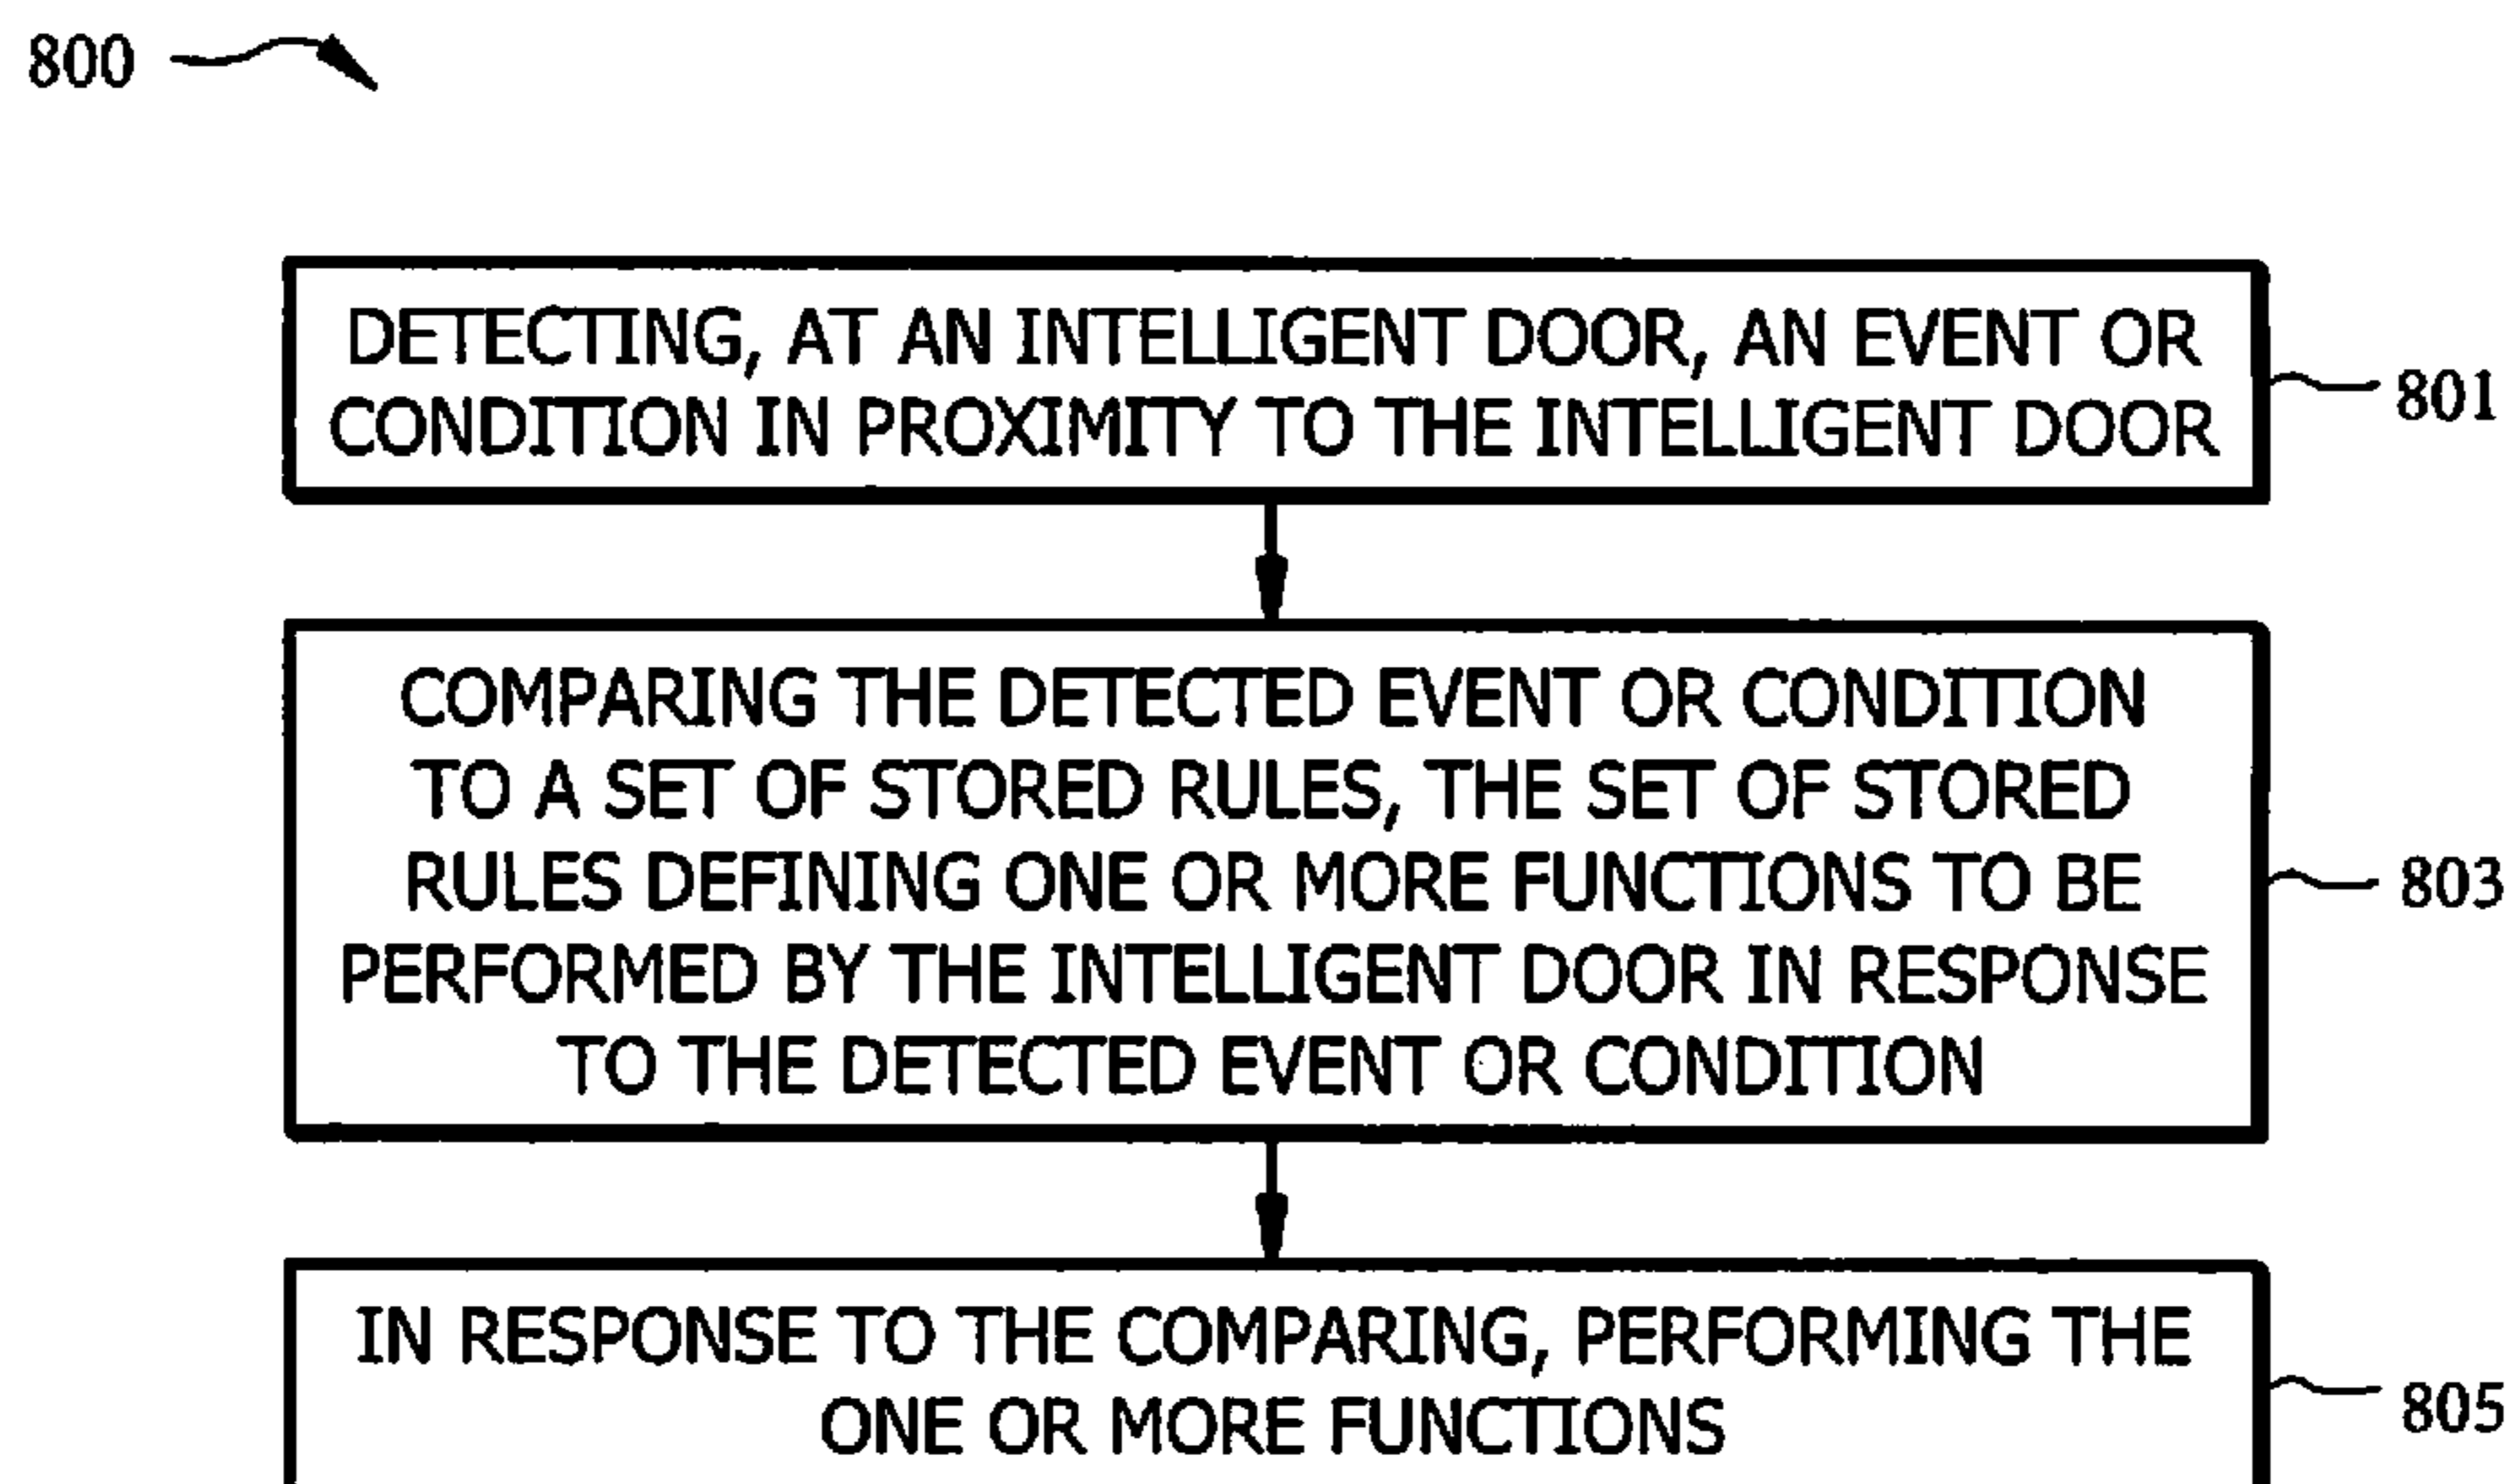 800
DETECTING, AT AN INTELLIGENT DOOR, AN EVENT OR
CONDITION IN PROXIMITY TO THE INTELLIGENT DOOR
801
COMPARING THE DETECTED EVENT OR CONDITION
TO A SET OF STORED RULES, THE SET OF STORED
RULES DEFINING ONE OR MORE FUNCTIONS TO BE
PERFORMED BY THE INTELLIGENT DOOR IN RESPONSE
TO THE DETECTED EVENT OR CONDITION
803
IN RESPONSE TO THE COMPARING, PERFORMING THE
ONE OR MORE FUNCTIONS
805